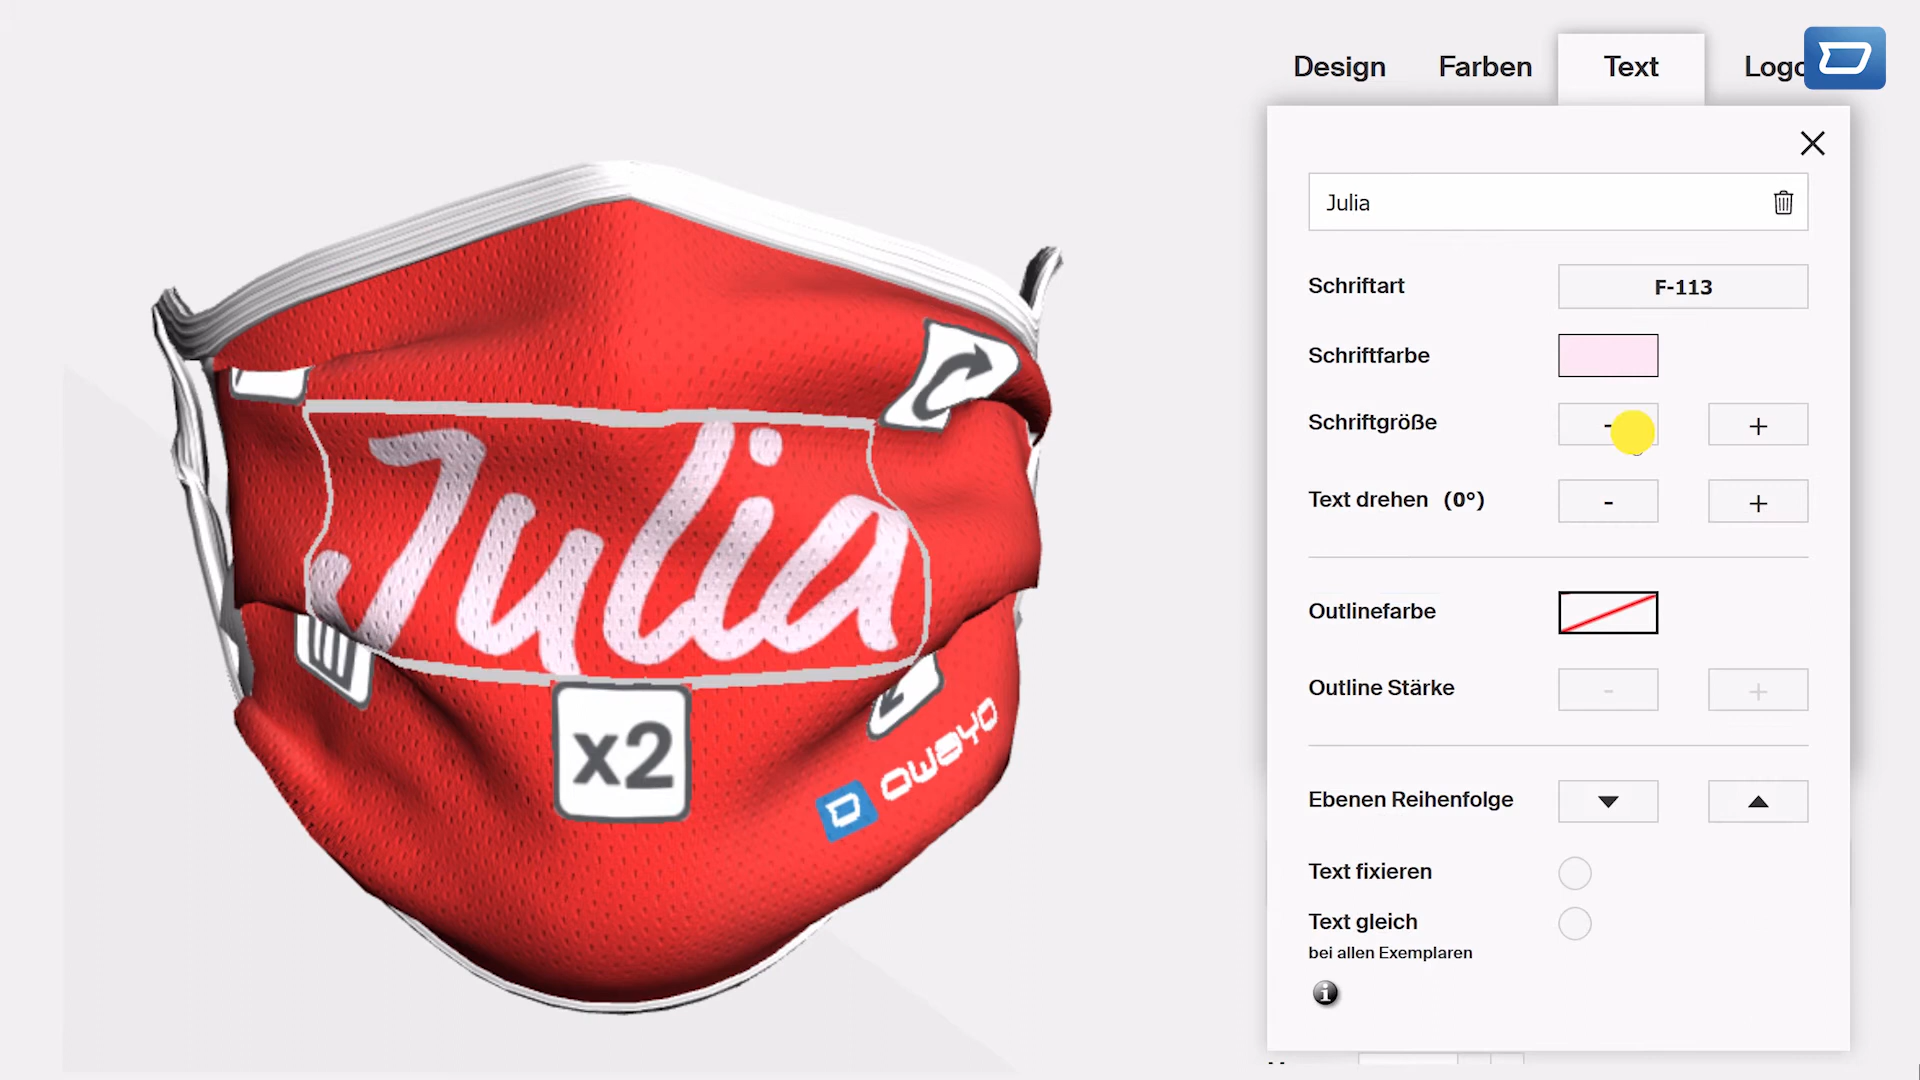 Design
Farben
Text
Logo
Julia
Schriftart
F-113
Schriftfarbe
Schriftgröße
-
+
Text drehen (0°)
-
+
Outlinefarbe
Outline Stärke
-
+
Ebenen Reihenfolge
Text fixieren
Text gleich
bei allen Exemplaren
Julia
x2
owayo